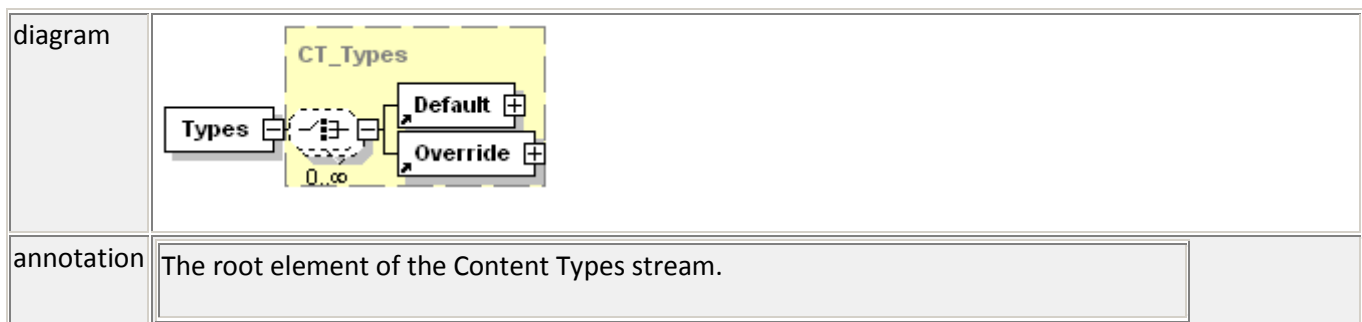 diagram
CT_Types
Default
Types
Override
0..∞
annotation
The root element of the Content Types stream.